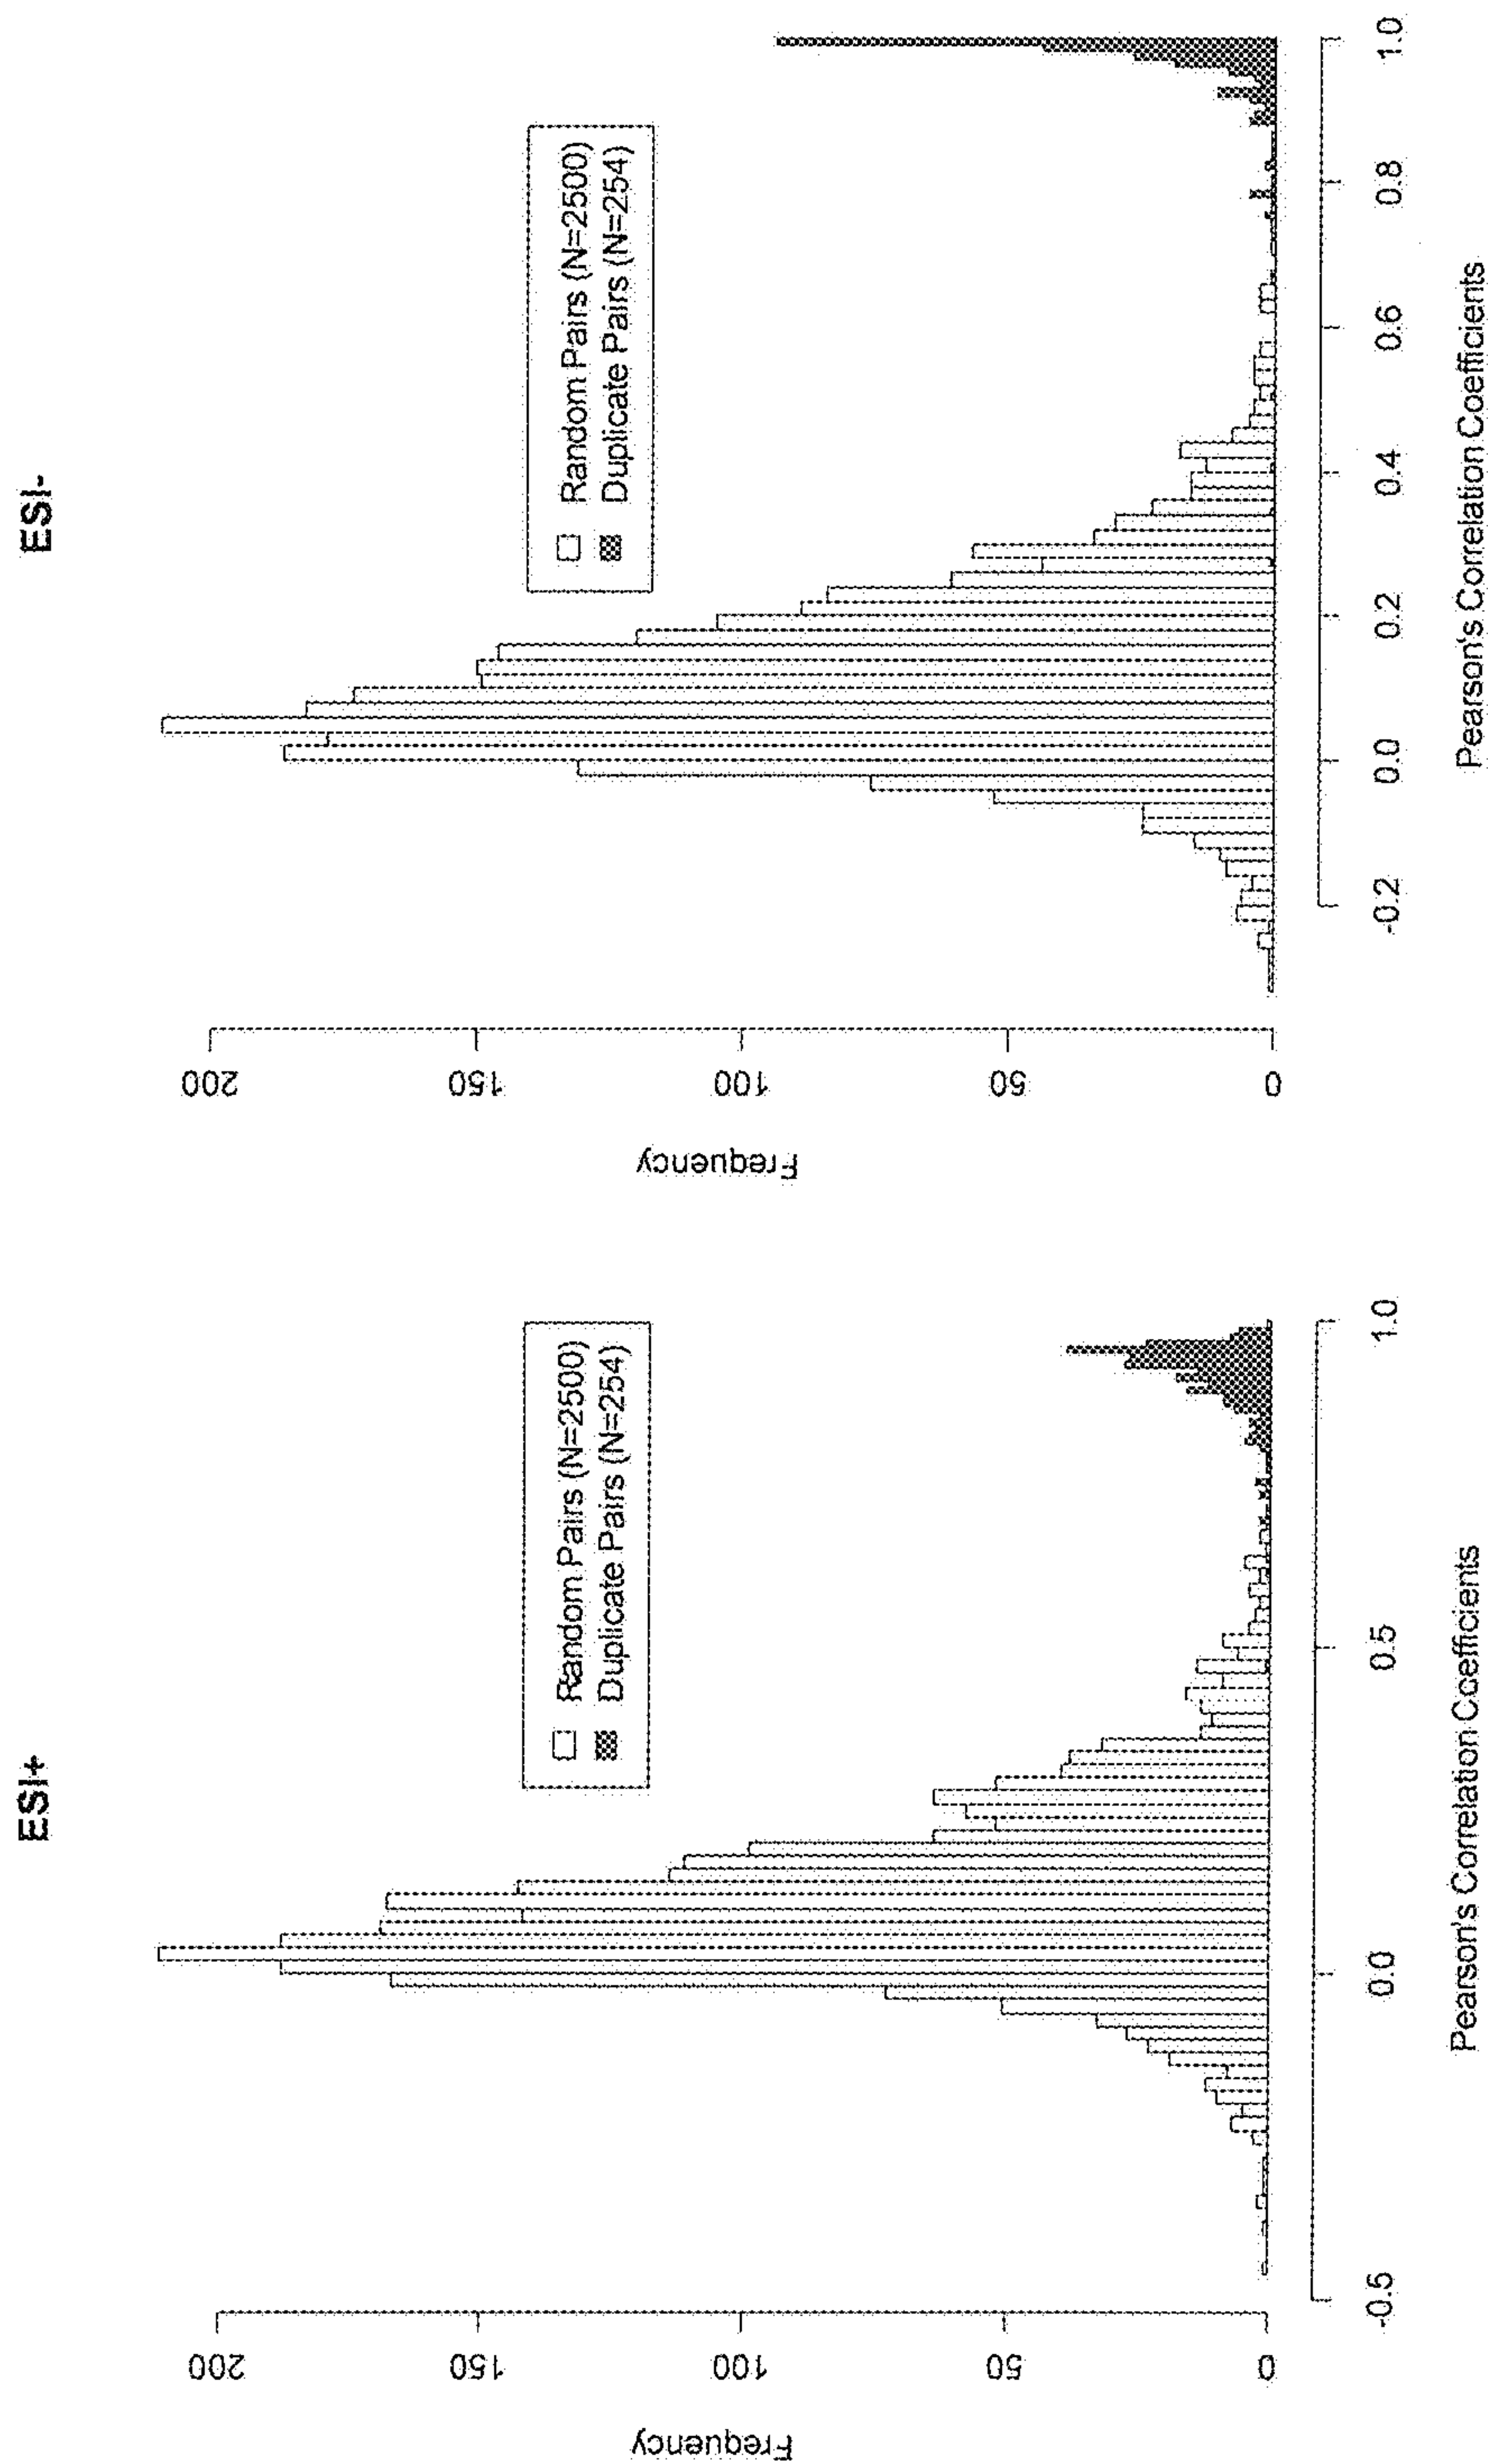 ESI+
Frequency
0
50
100
150
200
Random Pairs (N=2500)
Duplicate Pairs (N=254)
-0.5
0.0
0.5
1.0
Pearson's Correlation Coefficients
ESI-
Frequency
0
50
100
150
200
Random Pairs (N=2500)
Duplicate Pairs (N=254)
-0.2
0.0
0.2
0.4
0.6
0.8
1.0
Pearson's Correlation Coefficients